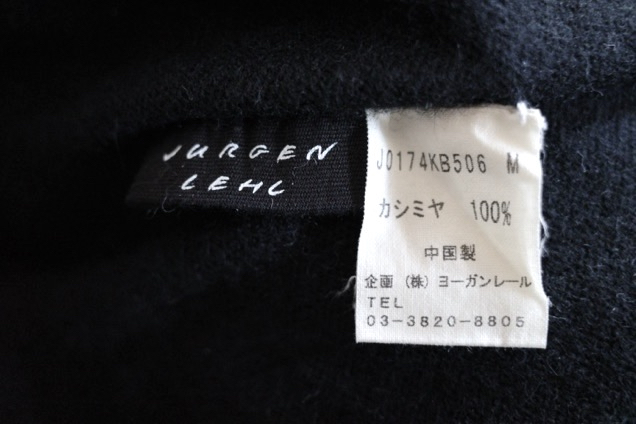 JURGEN
LEHL
J0174KB506 M
カシミヤ 100%
中国製
企画 (株) ヨーガンレール
TEL
03-3820-8805